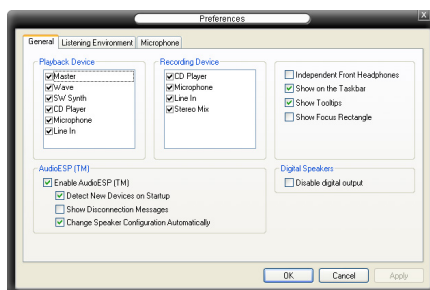 Preferences
X
General
Listening Environment
Microphone
Playback Device
Master
Wave
SW Synth
CD Player
Microphone
Line In
Recording Device
CD Player
Microphone
Line In
Stereo Mix
Independent Front Headphones
Show on the Taskbar
Show Tooltips
Show Focus Rectangle
AudioESP (TM)
Enable AudioESP (TM)
Detect New Devices on Startup
Show Disconnection Messages
Change Speaker Configuration Automatically
Digital Speakers
Disable digital output
OK
Cancel
Apply